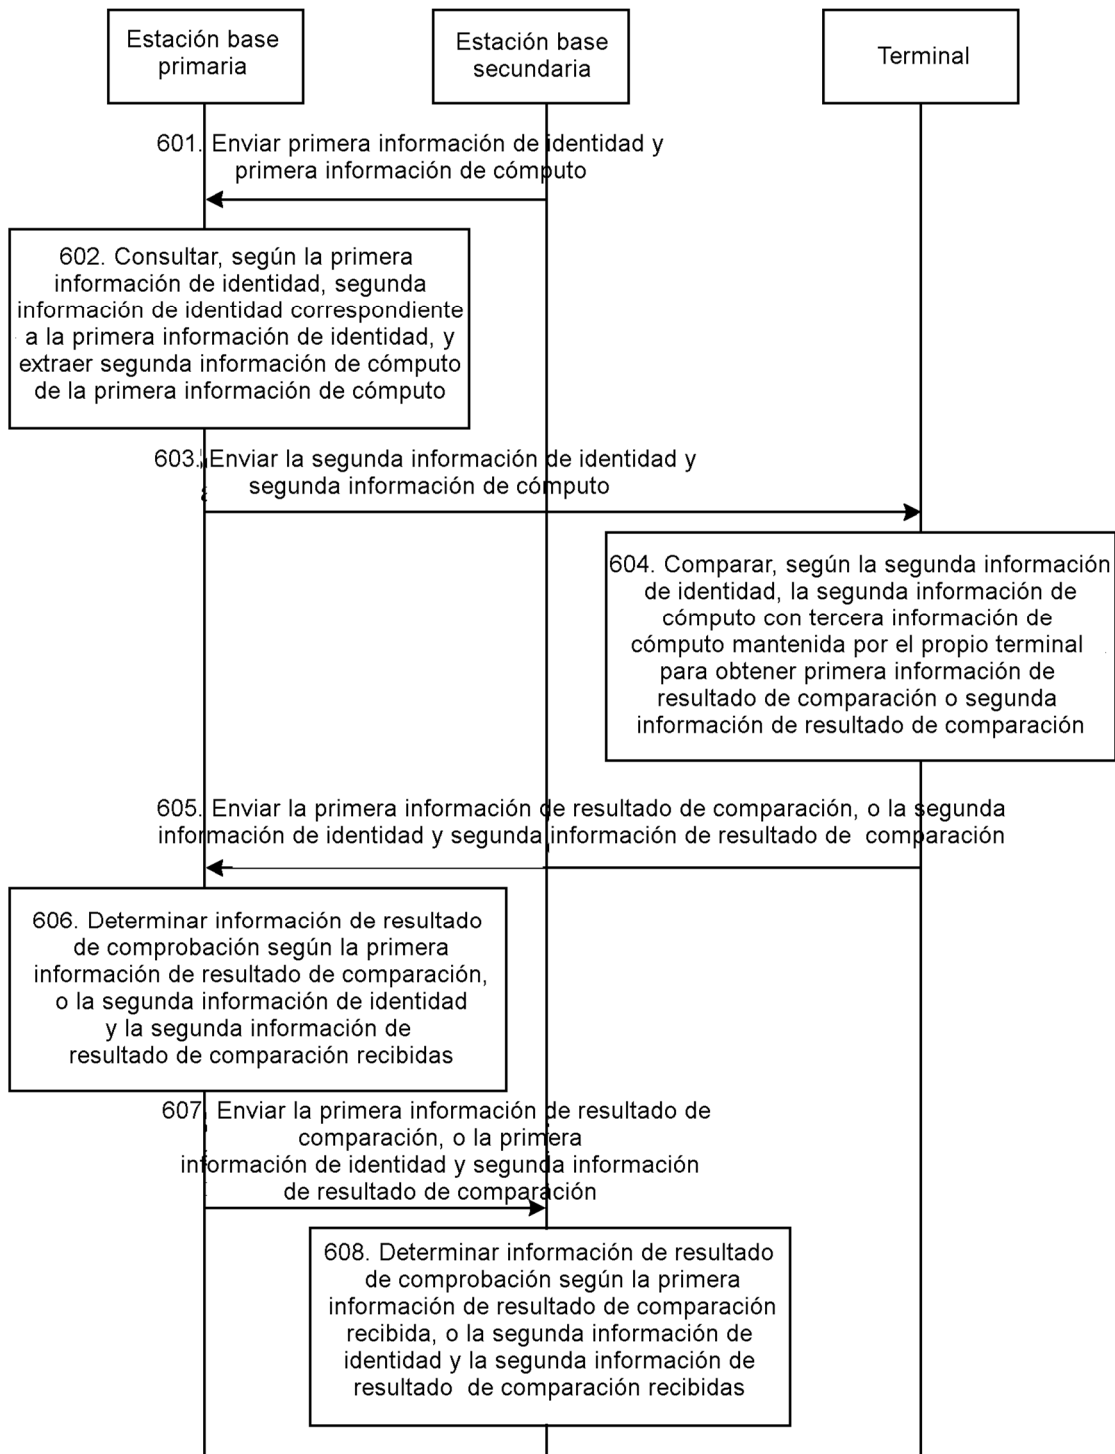 Estación base
primaria
Estación base
secundaria
Terminal
601. Enviar primera información de identidad y
primera información de cómputo
602. Consultar, según la primera
información de identidad, segunda
información de identidad correspondiente
a la primera información de identidad, y
extraer segunda información de cómputo
de la primera información de cómputo
603. Enviar la segunda información de identidad y
segunda información de cómputo
604. Comparar, según la segunda información
de identidad, la segunda información de
cómputo con tercera información de
cómputo mantenida por el propio terminal
para obtener primera información de
resultado de comparación o segunda
información de resultado de comparación
605. Enviar la primera información de resultado de comparación, o la segunda
información de identidad y segunda información de resultado de comparación
606. Determinar información de resultado
de comprobación según la primera
información de resultado de comparación,
o la segunda información de identidad
y la segunda información de
resultado de comparación recibidas
607. Enviar la primera información de resultado de
comparación, o la primera
información de identidad y segunda información
de resultado de comparación
608. Determinar información de resultado
de comprobación según la primera
información de resultado de comparación
recibida, o la segunda información de
identidad y la segunda información de
resultado de comparación recibidas